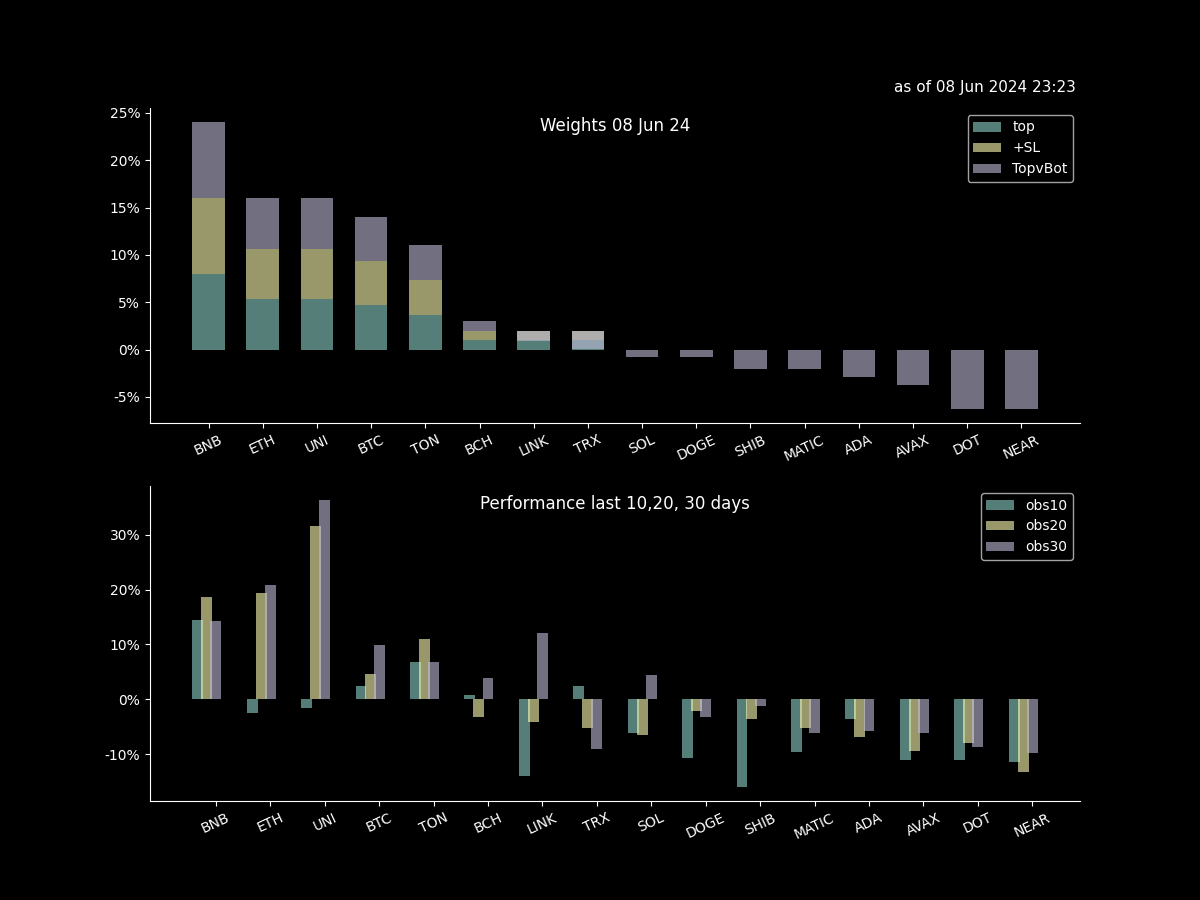 as of 08 Jun 2024 23:23
Weights 08 Jun 24
top
+SL
TopvBot
25%
20%
15%
10%
5%
0%
-5%
BNB ETH UNI BTC TON BCH LINK TRX SOL DOGE SHIB MATIC ADA AVAX DOT NEAR
Performance last 10,20, 30 days
obs10
obs20
obs30
30%
20%
10%
0%
-10%
BNB ETH UNI BTC TON BCH LINK TRX SOL DOGE SHIB MATIC ADA AVAX DOT NEAR